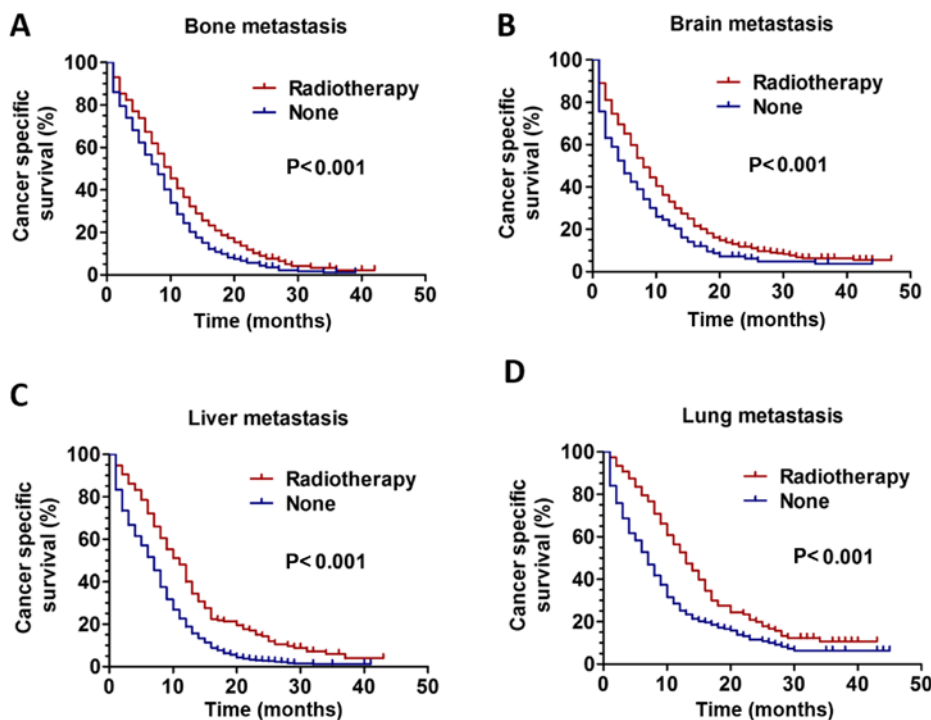 A
Bone metastasis
Cancer specific
survival (%)
100
80
60
40
20
0
Radiotherapy
None
P<0.001
0 10 20 30 40 50
Time (months)
B
Brain metastasis
Cancer specific
survival (%)
100
80
60
40
20
0
Radiotherapy
None
P<0.001
0 10 20 30 40 50
Time (months)
C
Liver metastasis
Cancer specific
survival (%)
100
80
60
40
20
0
Radiotherapy
None
P<0.001
0 10 20 30 40 50
Time (months)
D
Lung metastasis
Cancer specific
survival (%)
100
80
60
40
20
0
Radiotherapy
None
P<0.001
0 10 20 30 40 50
Time (months)